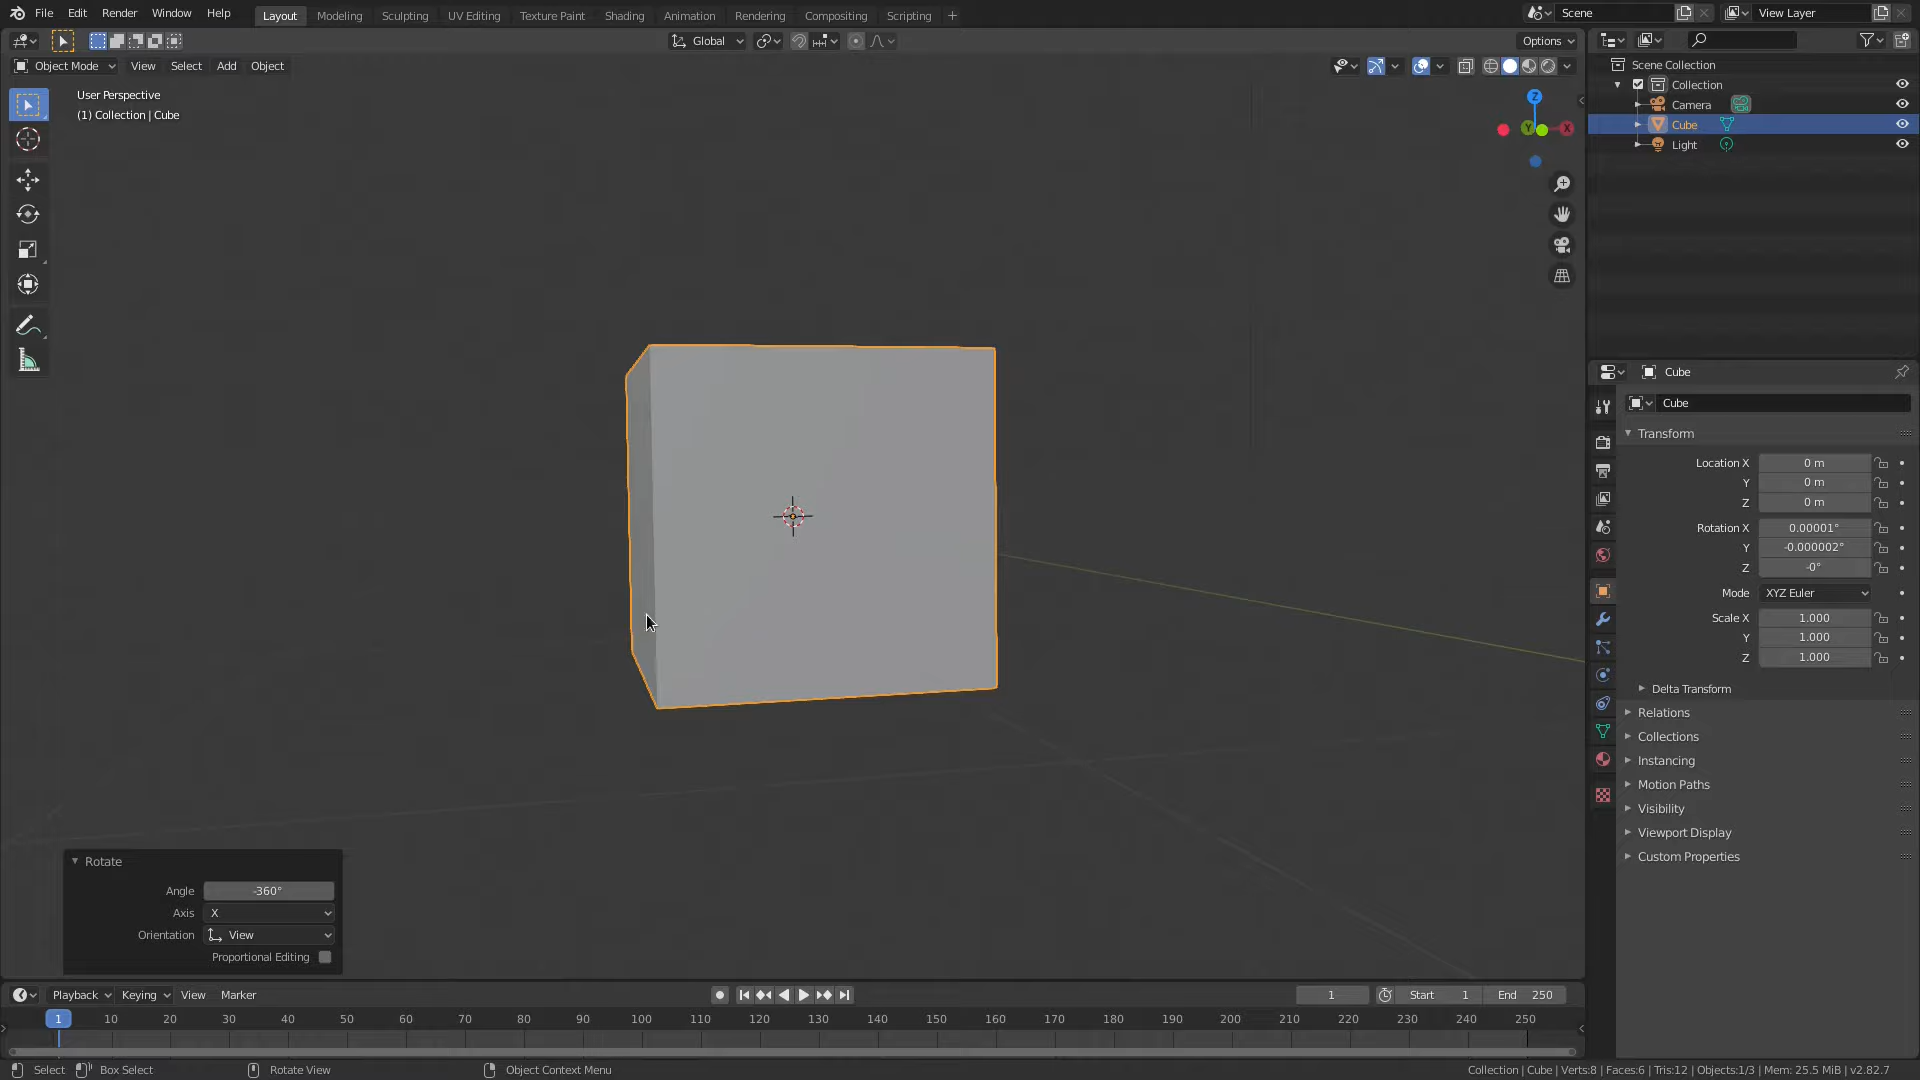 File Edit Render Window Help
Layout Modeling Sculpting UV Editing Texture Paint Shading Animation Rendering Compositing Scripting +
Scene
View Layer
Global
Options
Object Mode View Select Add Object
User Perspective
(1) Collection | Cube
Z
Y
X
Scene Collection
Collection
Camera
Cube
Light
Cube
Cube
Transform
Location X 0 m
Y 0 m
Z 0 m
Rotation X 0.00001°
Y -0.000002°
Z -0°
Mode XYZ Euler
Scale X 1.000
Y 1.000
Z 1.000
Delta Transform
Relations
Collections
Instancing
Motion Paths
Visibility
Viewport Display
Custom Properties
Rotate
Angle -360°
Axis X
Orientation View
Proportional Editing
Playback Keying View Marker
1 Start 1 End 250
1 10 20 30 40 50 60 70 80 90 100 110 120 130 140 150 160 170 180 190 200 210 220 230 240 250
Select Box Select Rotate View Object Context Menu
Collection | Cube | Verts:8 | Faces:6 | Tris:12 | Objects:1/3 | Mem: 25.5 MiB | v2.82.7